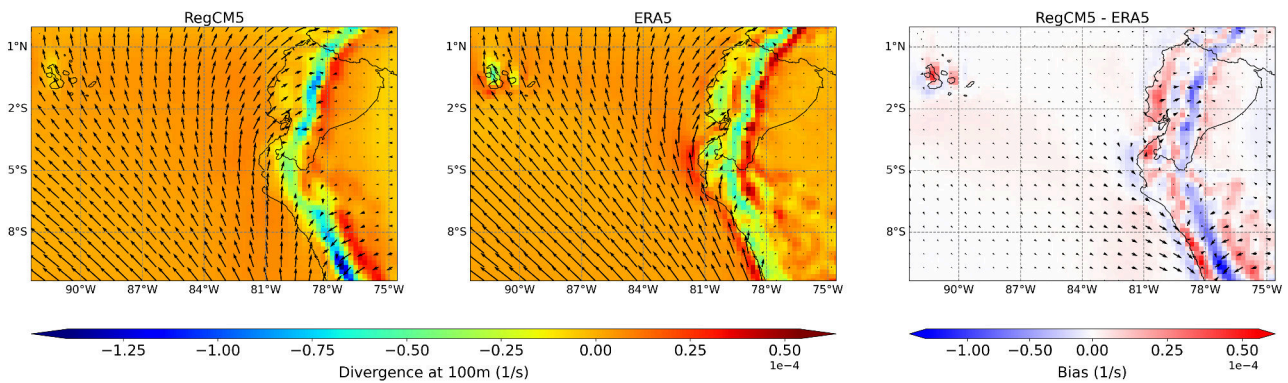 RegCM5
ERA5
RegCM5 - ERA5
1°N
2°S
5°S
8°S
90°W 87°W 84°W 81°W 78°W 75°W
1°N
2°S
5°S
8°S
90°W 87°W 84°W 81°W 78°W 75°W
1°N
2°S
5°S
8°S
90°W 87°W 84°W 81°W 78°W 75°W
−1.25 −1.00 −0.75 −0.50 −0.25 0.00 0.25 0.50
1e−4
Divergence at 100m (1/s)
−1.00 −0.50 0.00 0.25 0.50
1e−4
Bias (1/s)